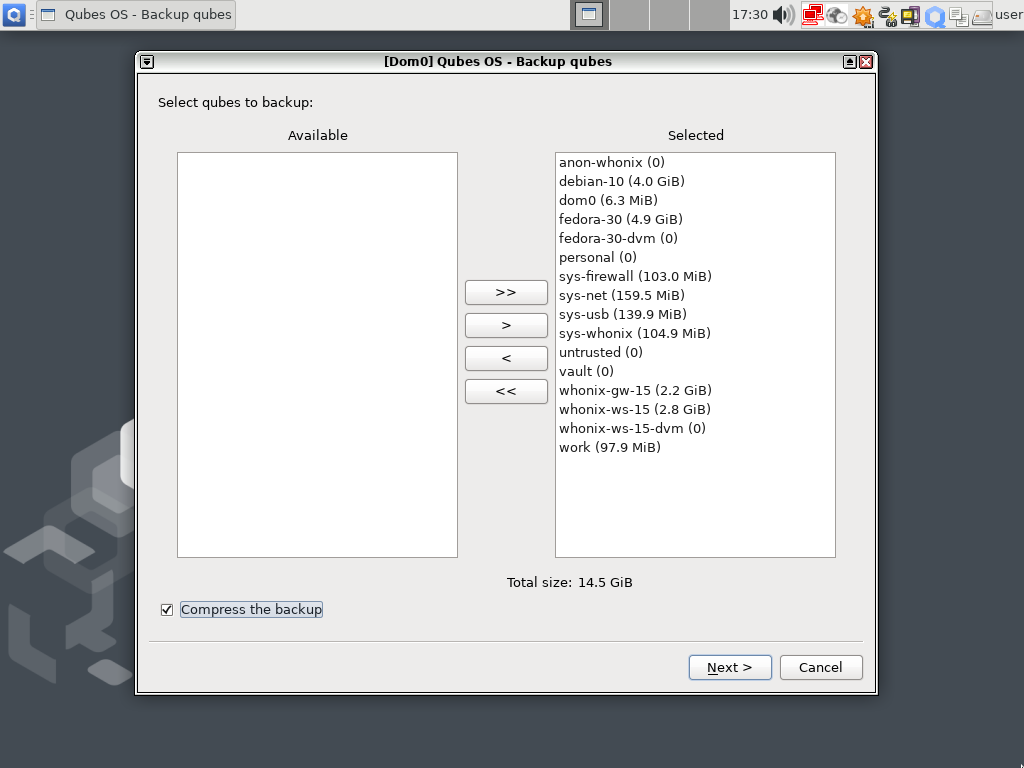 Qubes OS - Backup qubes
17:30
user
[Dom0] Qubes OS - Backup qubes
Select qubes to backup:
Available
Selected
anon-whonix (0)
debian-10 (4.0 GiB)
dom0 (6.3 MiB)
fedora-30 (4.9 GiB)
fedora-30-dvm (0)
personal (0)
sys-firewall (103.0 MiB)
sys-net (159.5 MiB)
sys-usb (139.9 MiB)
sys-whonix (104.9 MiB)
untrusted (0)
vault (0)
whonix-gw-15 (2.2 GiB)
whonix-ws-15 (2.8 GiB)
whonix-ws-15-dvm (0)
work (97.9 MiB)
>>
>
<
<<
Total size: 14.5 GiB
Compress the backup
Next >
Cancel